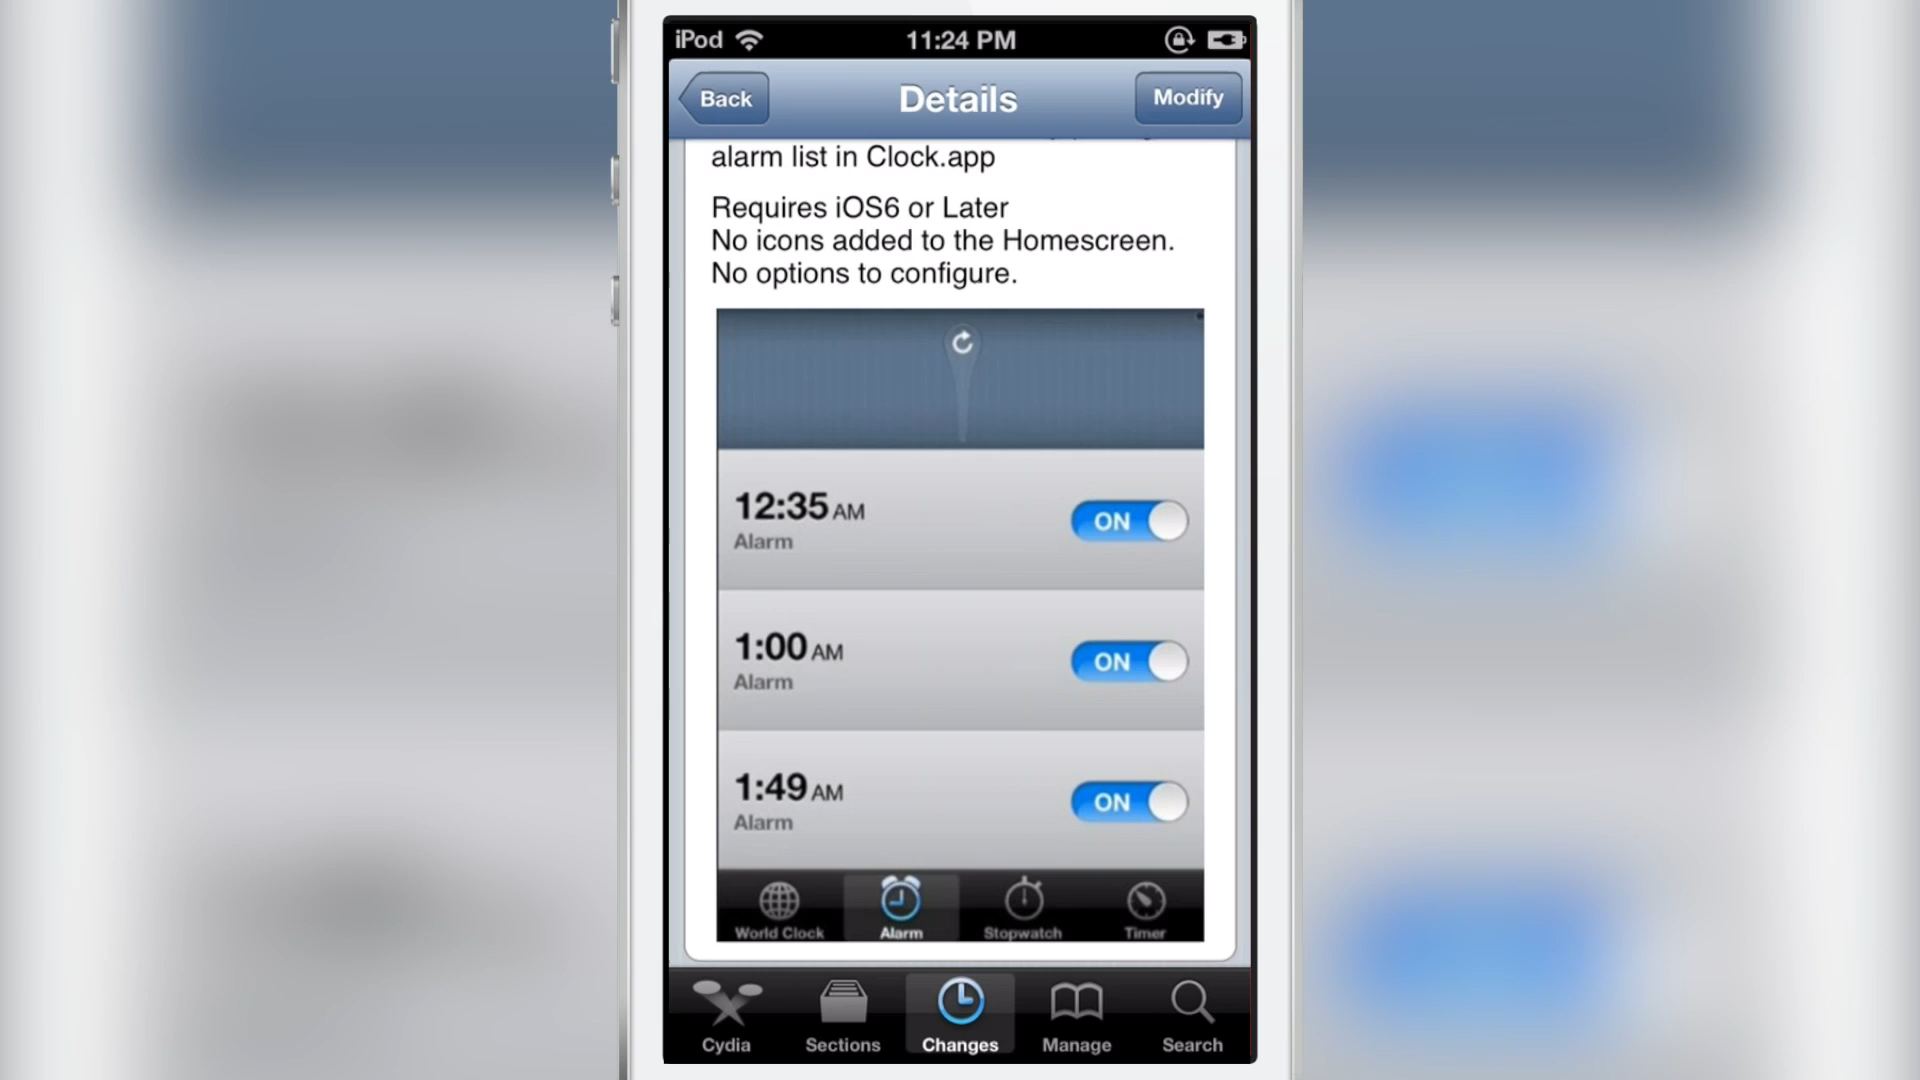 iPod 11:24 PM
Back Details Modify
alarm list in Clock.app
Requires iOS6 or Later
No icons added to the Homescreen.
No options to configure.
12:35 AM ON
Alarm
1:00 AM ON
Alarm
1:49 AM ON
Alarm
World Clock Alarm Stopwatch Timer
Cydia Sections Changes Manage Search